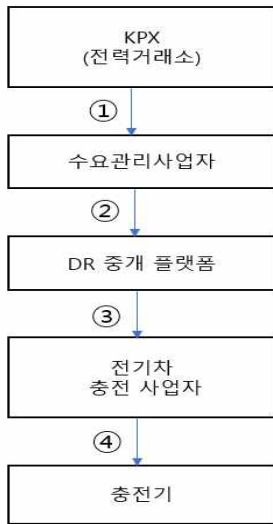 KPX
(전력거래소)
①
수요관리사업자
②
DR 중개 플랫폼
③
전기차
충전 사업자
④
충전기